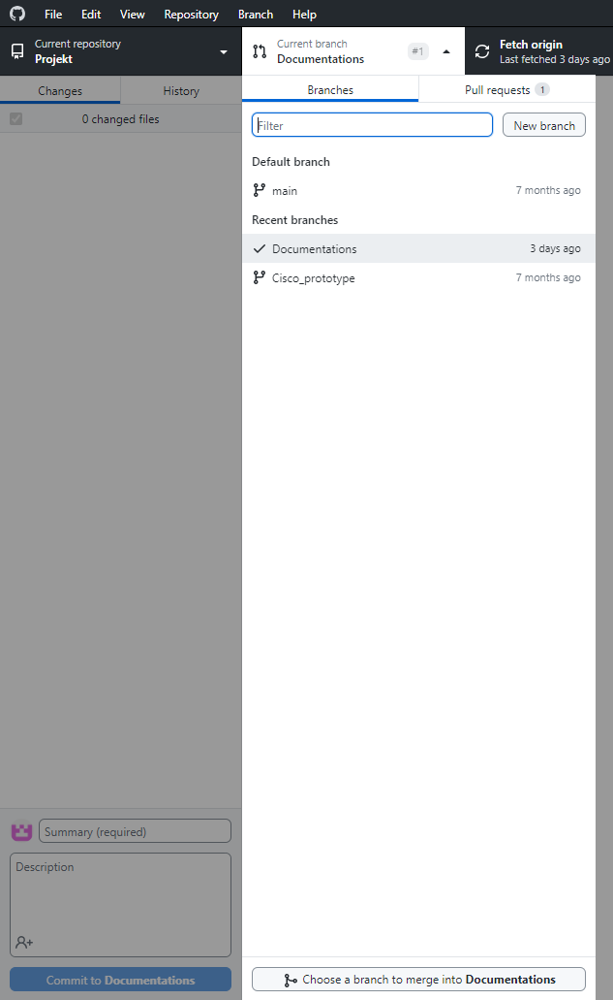 File Edit View Repository Branch Help
Current repository
Projekt
Current branch
Documentations
#1
Fetch origin
Last fetched 3 days ago
Changes History
0 changed files
Branches Pull requests 1
Filter
New branch
Default branch
main 7 months ago
Recent branches
Documentations 3 days ago
Cisco_prototype 7 months ago
Summary (required)
Description
Commit to Documentations
Choose a branch to merge into Documentations